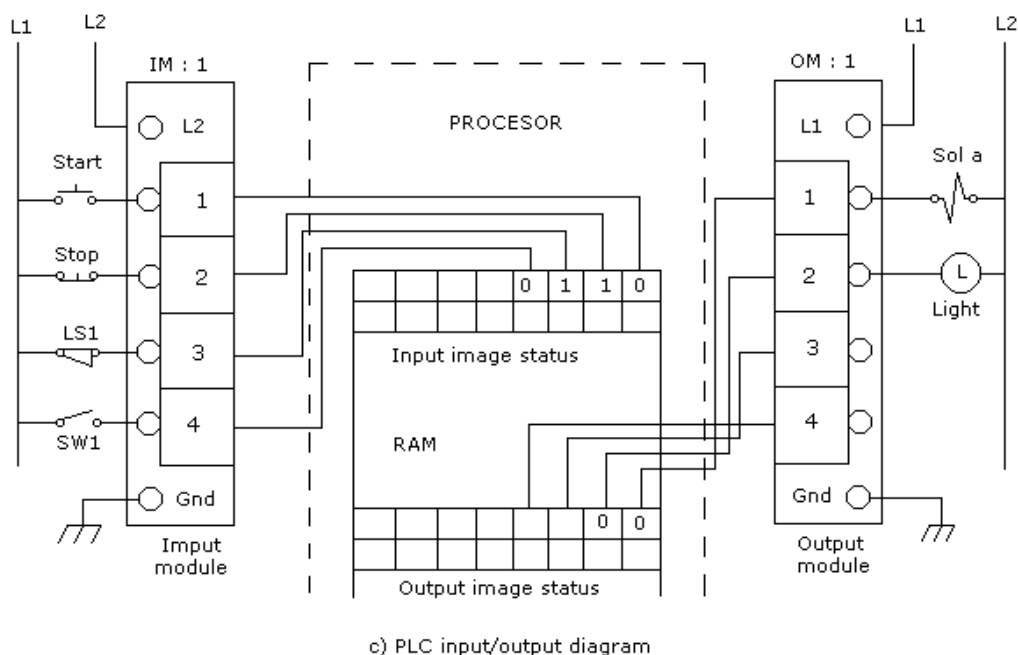 L1
L2
IM : 1
L2
Start
1
Stop
2
LS1
3
SW1
4
Gnd
Imput
module
PROCESOR
0 1 1 0
Input image status
RAM
0 0
Output image status
L1
L2
OM : 1
L1
Sol a
1
2
L
Light
3
4
Gnd
Output
module
c) PLC input/output diagram